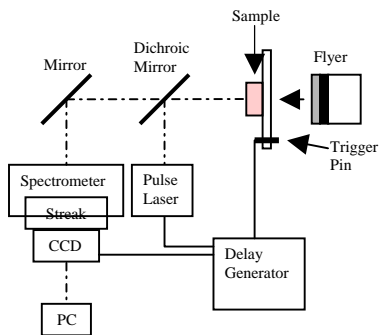 Sample
Dichroic
Mirror
Flyer
Mirror
Trigger
Pin
Spectrometer
Pulse
Laser
Streak
CCD
Delay
Generator
PC